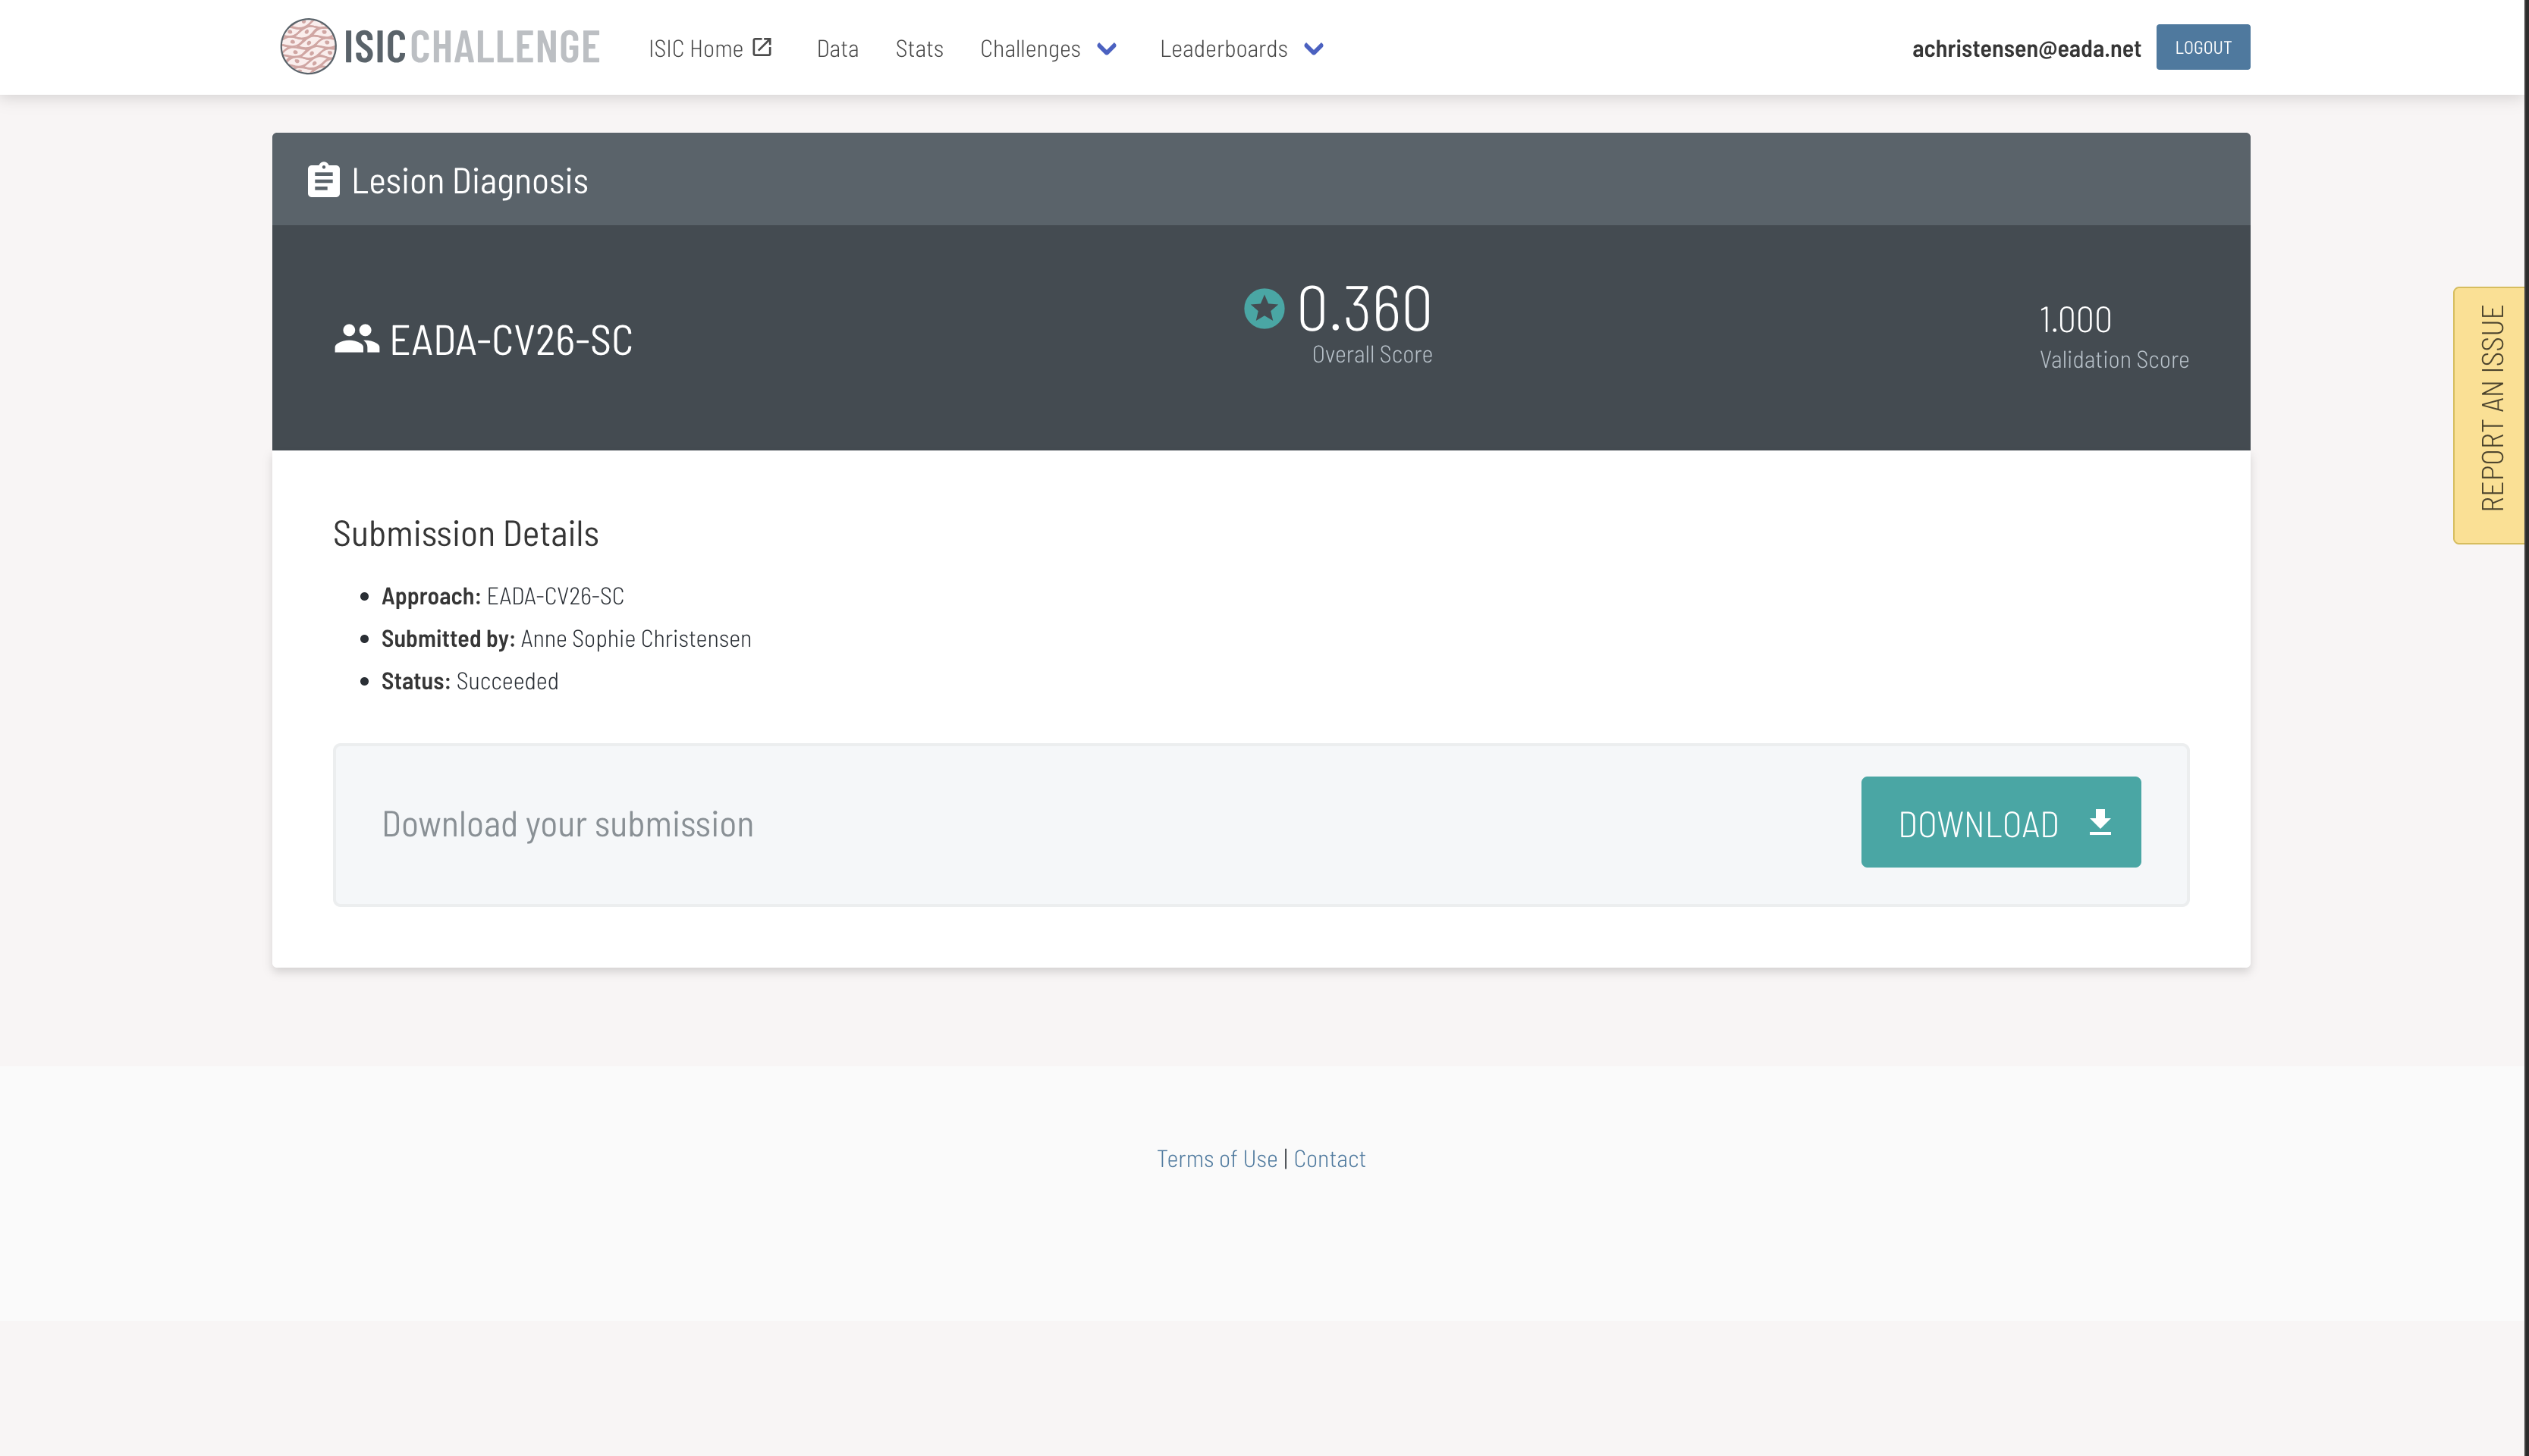 ISIC CHALLENGE
ISIC Home
Data
Stats
Challenges
Leaderboards
achristensen@eada.net
LOGOUT
Lesion Diagnosis
EADA-CV26-SC
0.360
Overall Score
1.000
Validation Score
REPORT AN ISSUE
Submission Details
Approach: EADA-CV26-SC
Submitted by: Anne Sophie Christensen
Status: Succeeded
Download your submission
DOWNLOAD
Terms of Use | Contact